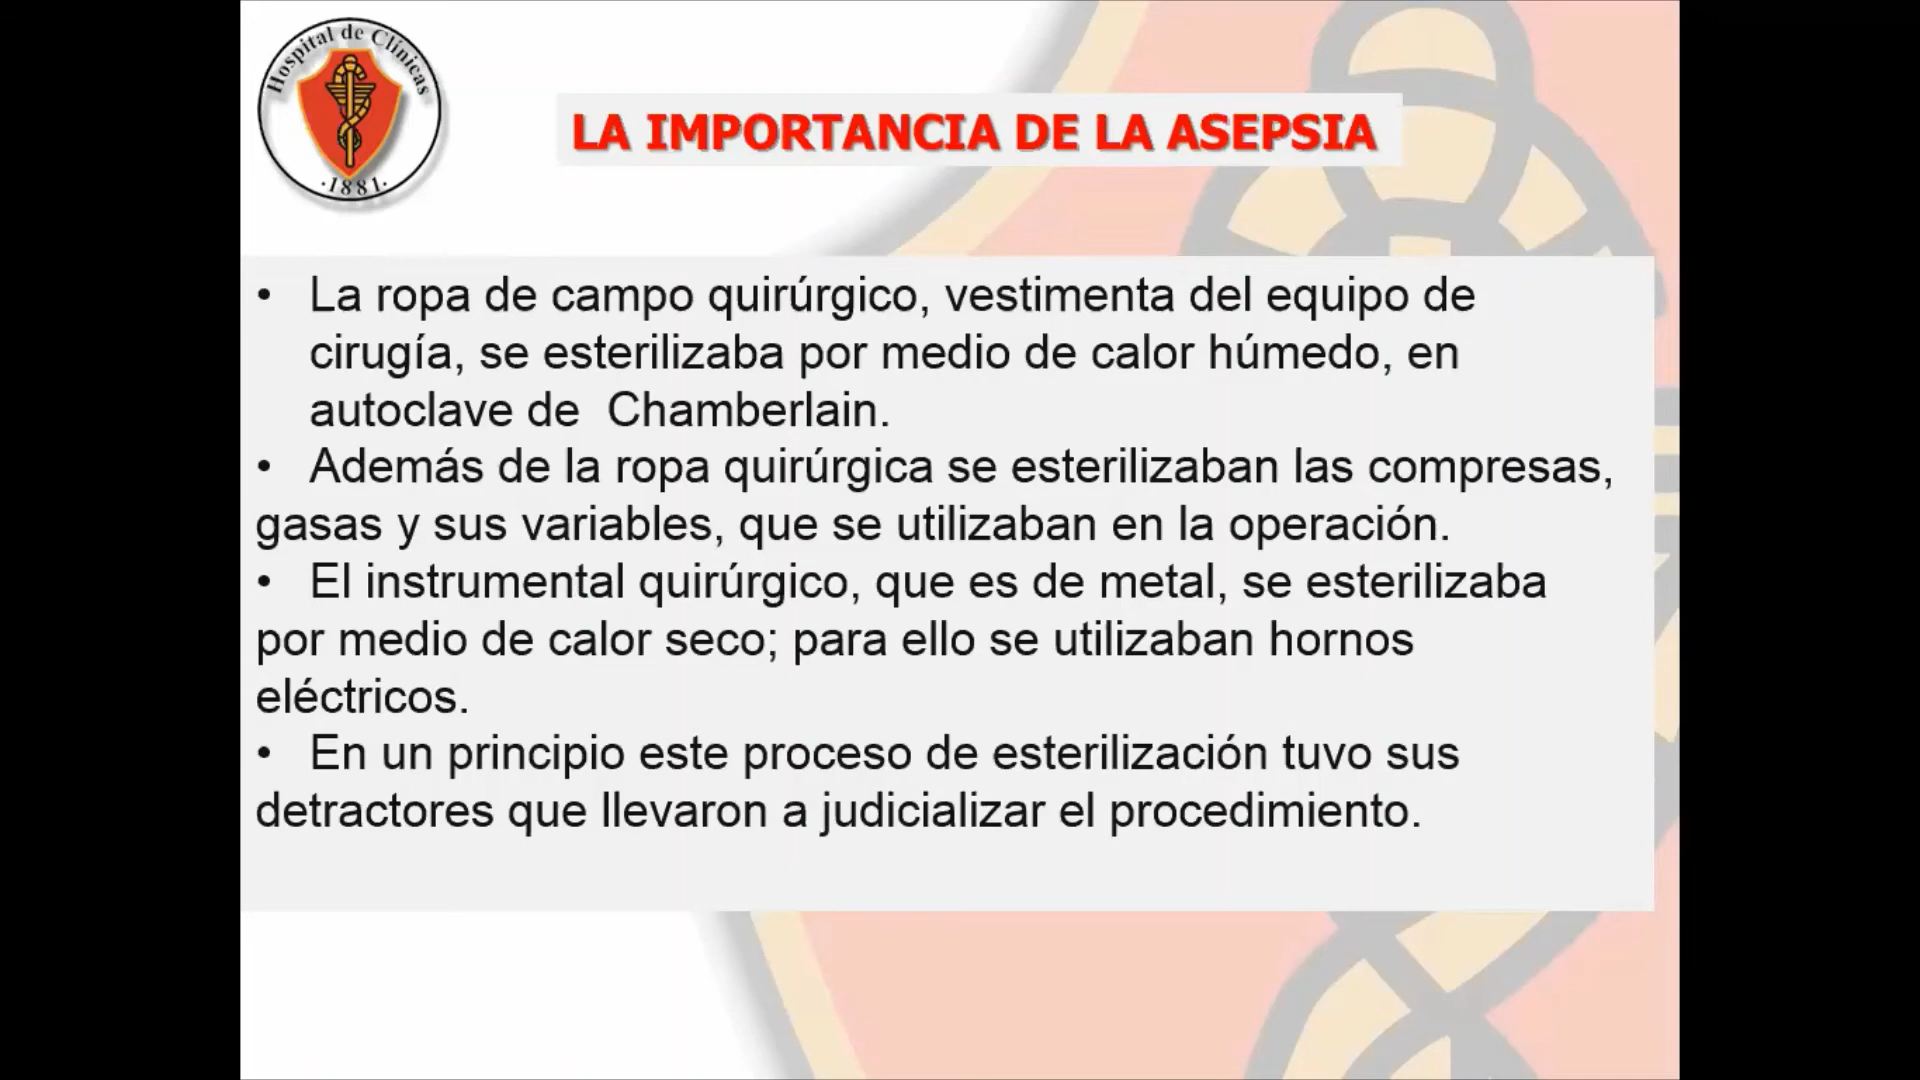 Hospital de Clínicas
·1881·
LA IMPORTANCIA DE LA ASEPSIA
• La ropa de campo quirúrgico, vestimenta del equipo de
cirugía, se esterilizaba por medio de calor húmedo, en
autoclave de Chamberlain.
• Además de la ropa quirúrgica se esterilizaban las compresas,
gasas y sus variables, que se utilizaban en la operación.
• El instrumental quirúrgico, que es de metal, se esterilizaba
por medio de calor seco; para ello se utilizaban hornos
eléctricos.
• En un principio este proceso de esterilización tuvo sus
detractores que llevaron a judicializar el procedimiento.